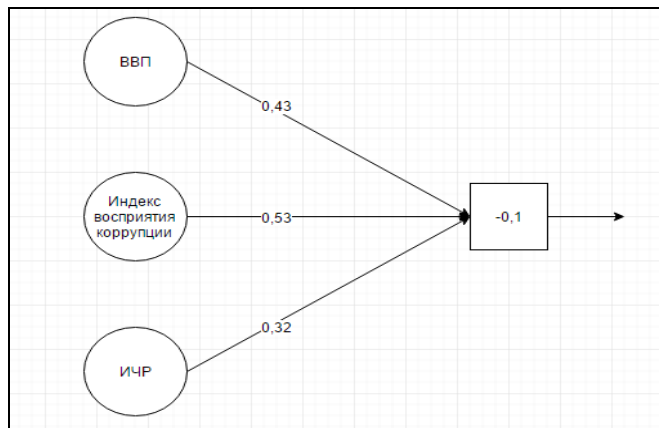 ВВП
0,43
Индекс
восприятия
коррупции
0,53
-0,1
0,32
ИЧР